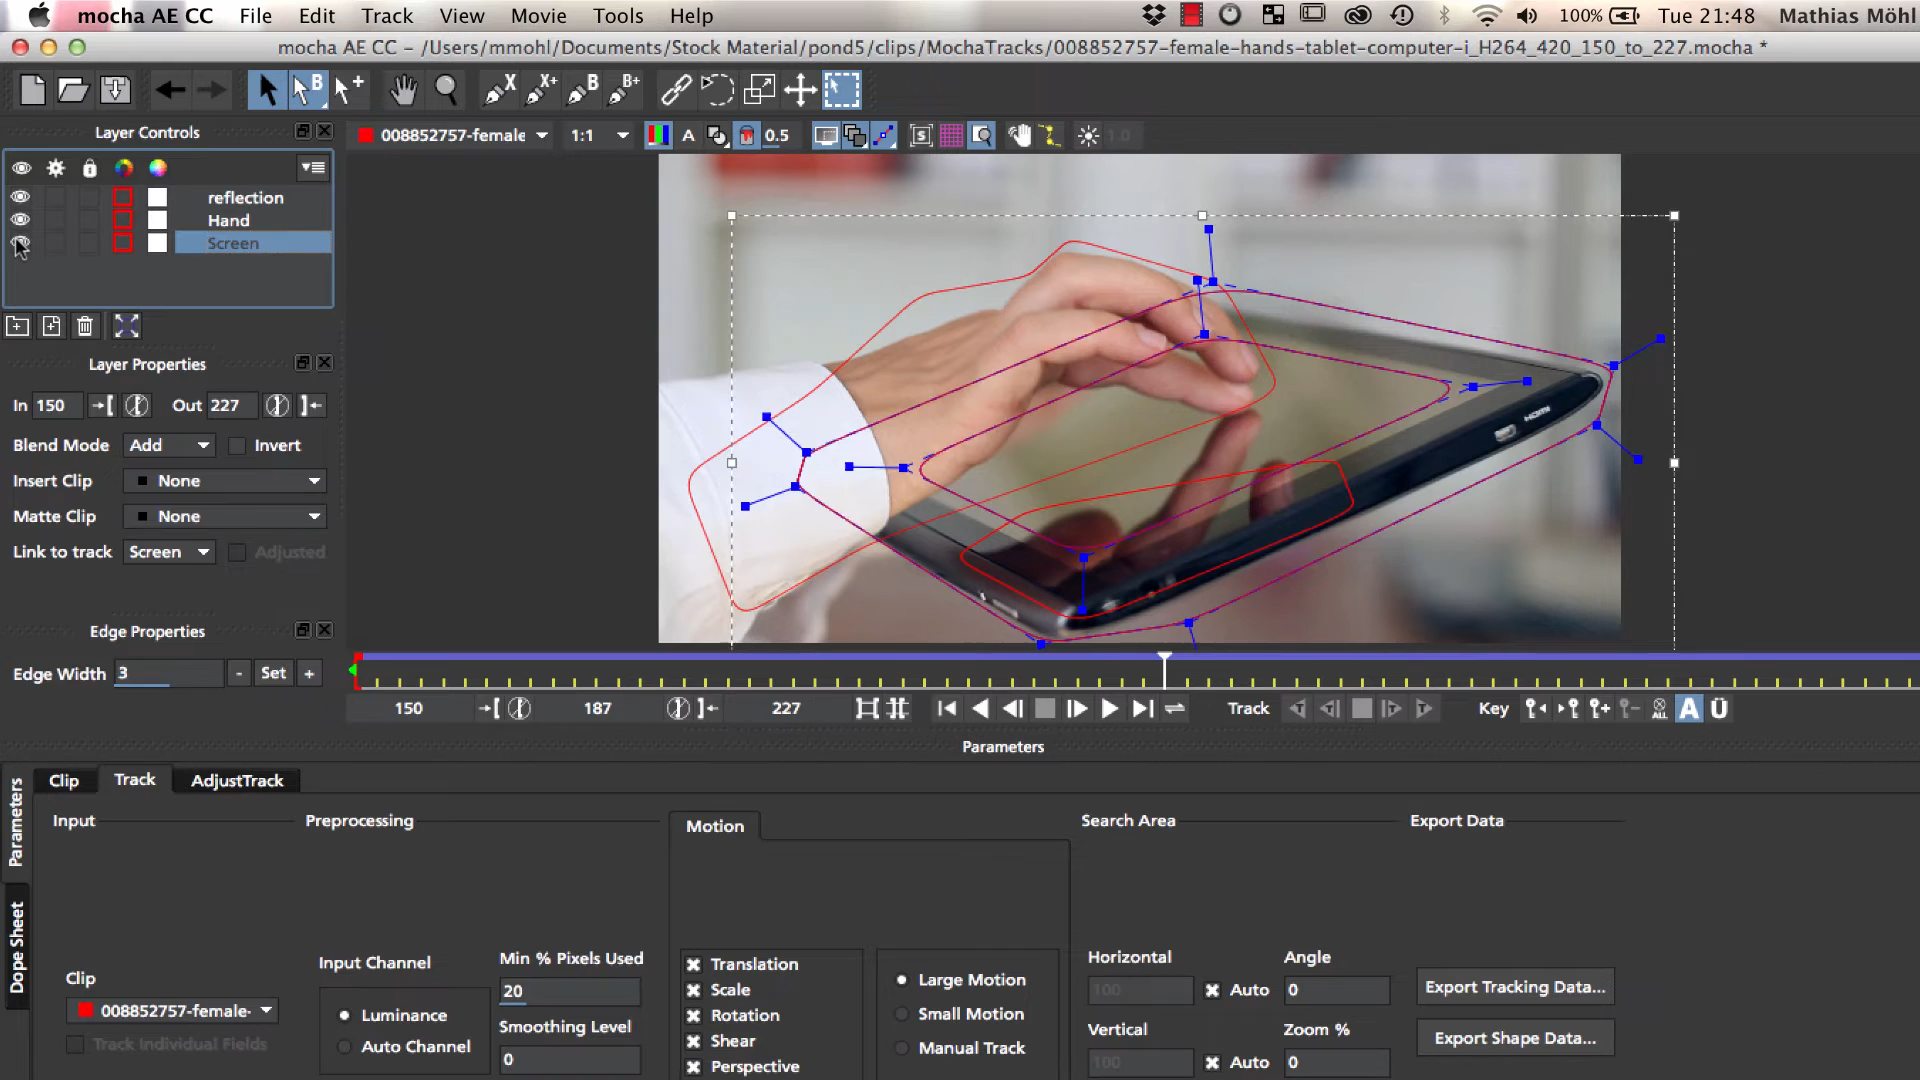 mocha AE CC File Edit Track View Movie Tools Help 100% Tue 21:48 Mathias Möhl
mocha AE CC - /Users/mmohl/Documents/Stock Material/pond5/clips/MochaTracks/008852757-female-hands-tablet-computer-i_H264_420_150_to_227.mocha *
B X X+ B B+
Layer Controls
008852757-female 1:1 A 0.5 S 1.0
reflection
Hand
Screen
Layer Properties
In 150 Out 227
Blend Mode Add Invert
Insert Clip None
Matte Clip None
Link to track Screen Adjusted
HDMI
Edge Properties
Edge Width 3 - Set +
150 187 227 Track Key ALL A Ü
Parameters
Clip Track AdjustTrack
Parameters
Dope Sheet
Input Preprocessing Motion Search Area Export Data
Clip
008852757-female-
Track Individual Fields
Input Channel
Luminance
Auto Channel
Min % Pixels Used
20
Smoothing Level
0
Translation
Scale
Rotation
Shear
Perspective
Large Motion
Small Motion
Manual Track
Horizontal Angle
100 Auto 0
Vertical Zoom %
100 Auto 0
Export Tracking Data...
Export Shape Data...